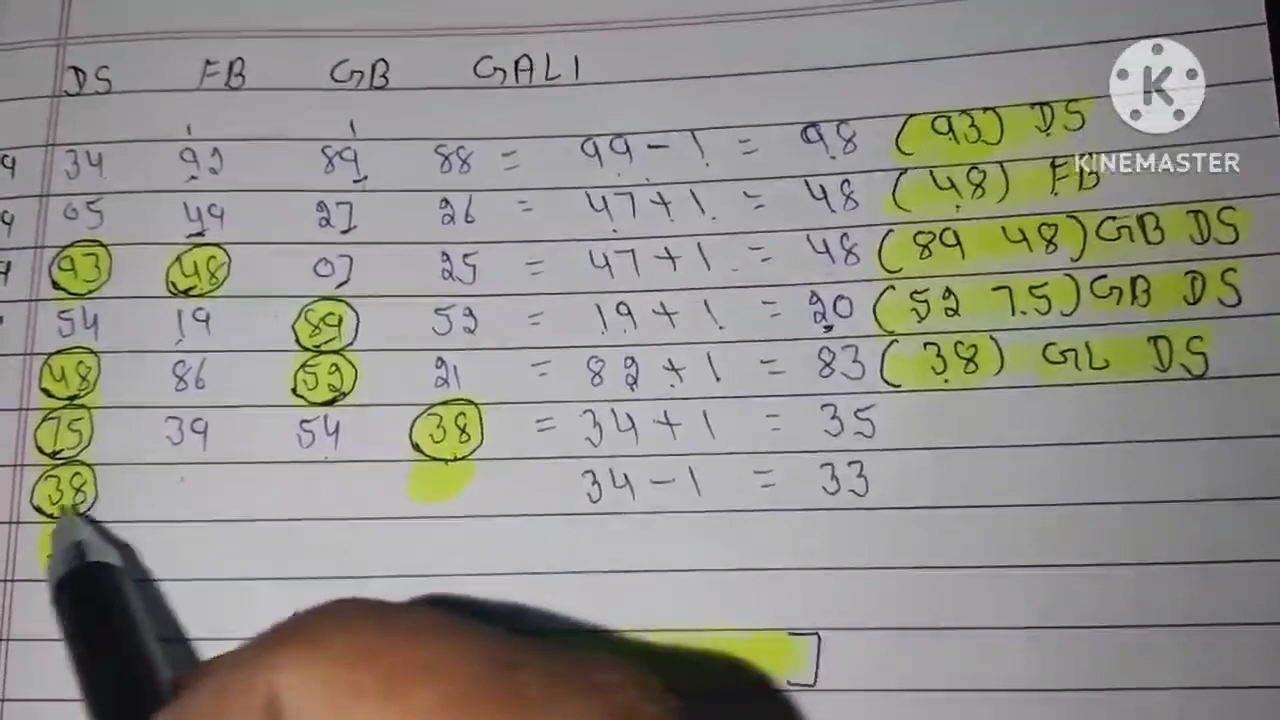 DS FB GB GALI
34 92 89 88 = 99-1 = 98 (93) DS
05 49 27 26 = 47+1 = 48 (48) FB
93 48 07 25 = 47+1 = 48 (89 48) GB DS
54 19 89 52 = 19+1 = 20 (52 75) GB DS
48 86 52 21 = 82+1 = 83 (38) GL DS
75 39 54 38 = 34+1 = 35
38 34-1 = 33
K
KINEMASTER